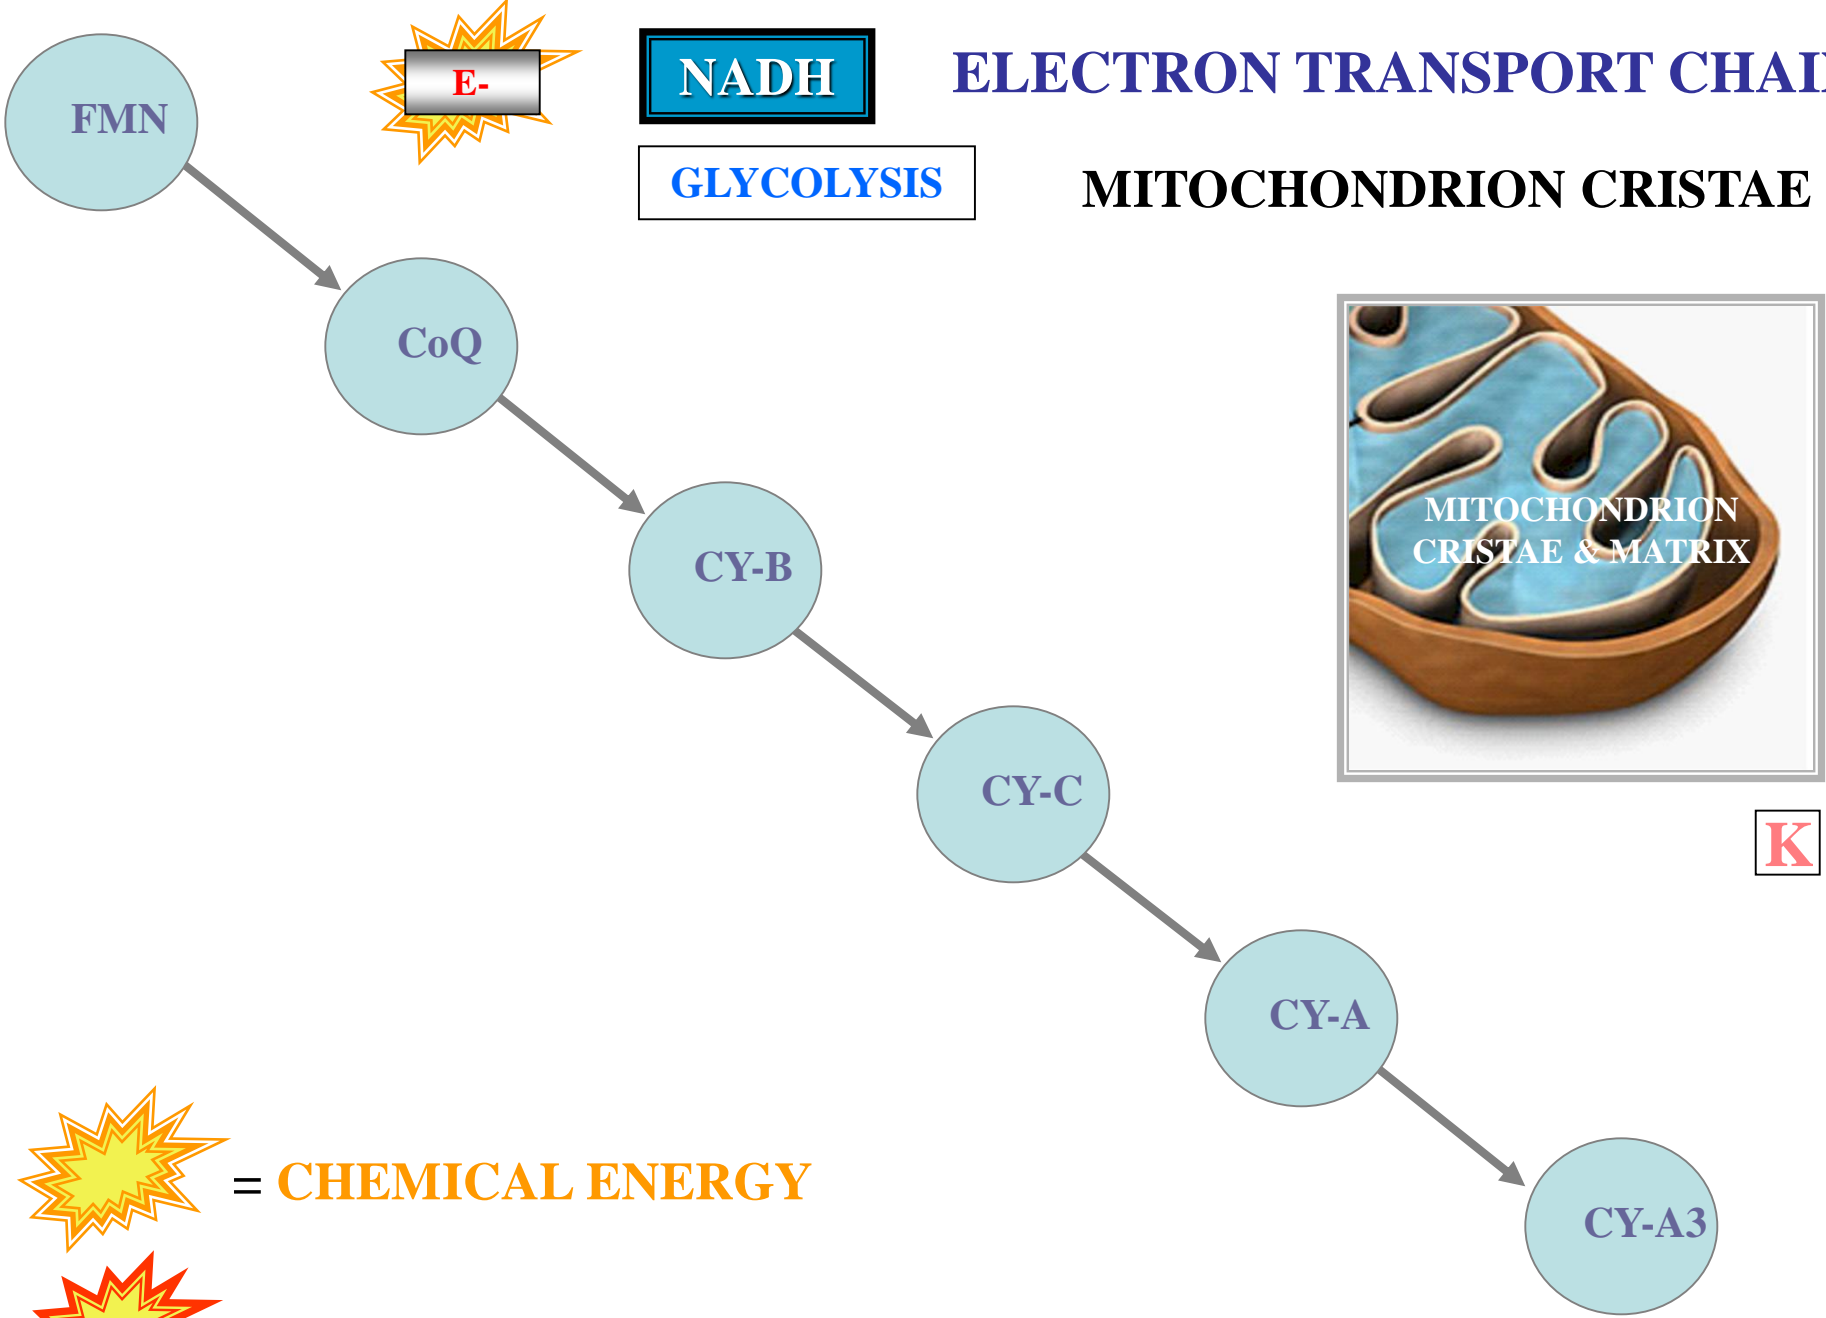 FMN
E-
NADH
ELECTRON TRANSPORT CHAI
GLYCOLYSIS
MITOCHONDRION CRISTAE
CoQ
CY-B
MITOCHONDRION
CRISTAE & MATRIX
CY-C
K
CY-A
= CHEMICAL ENERGY
CY-A3